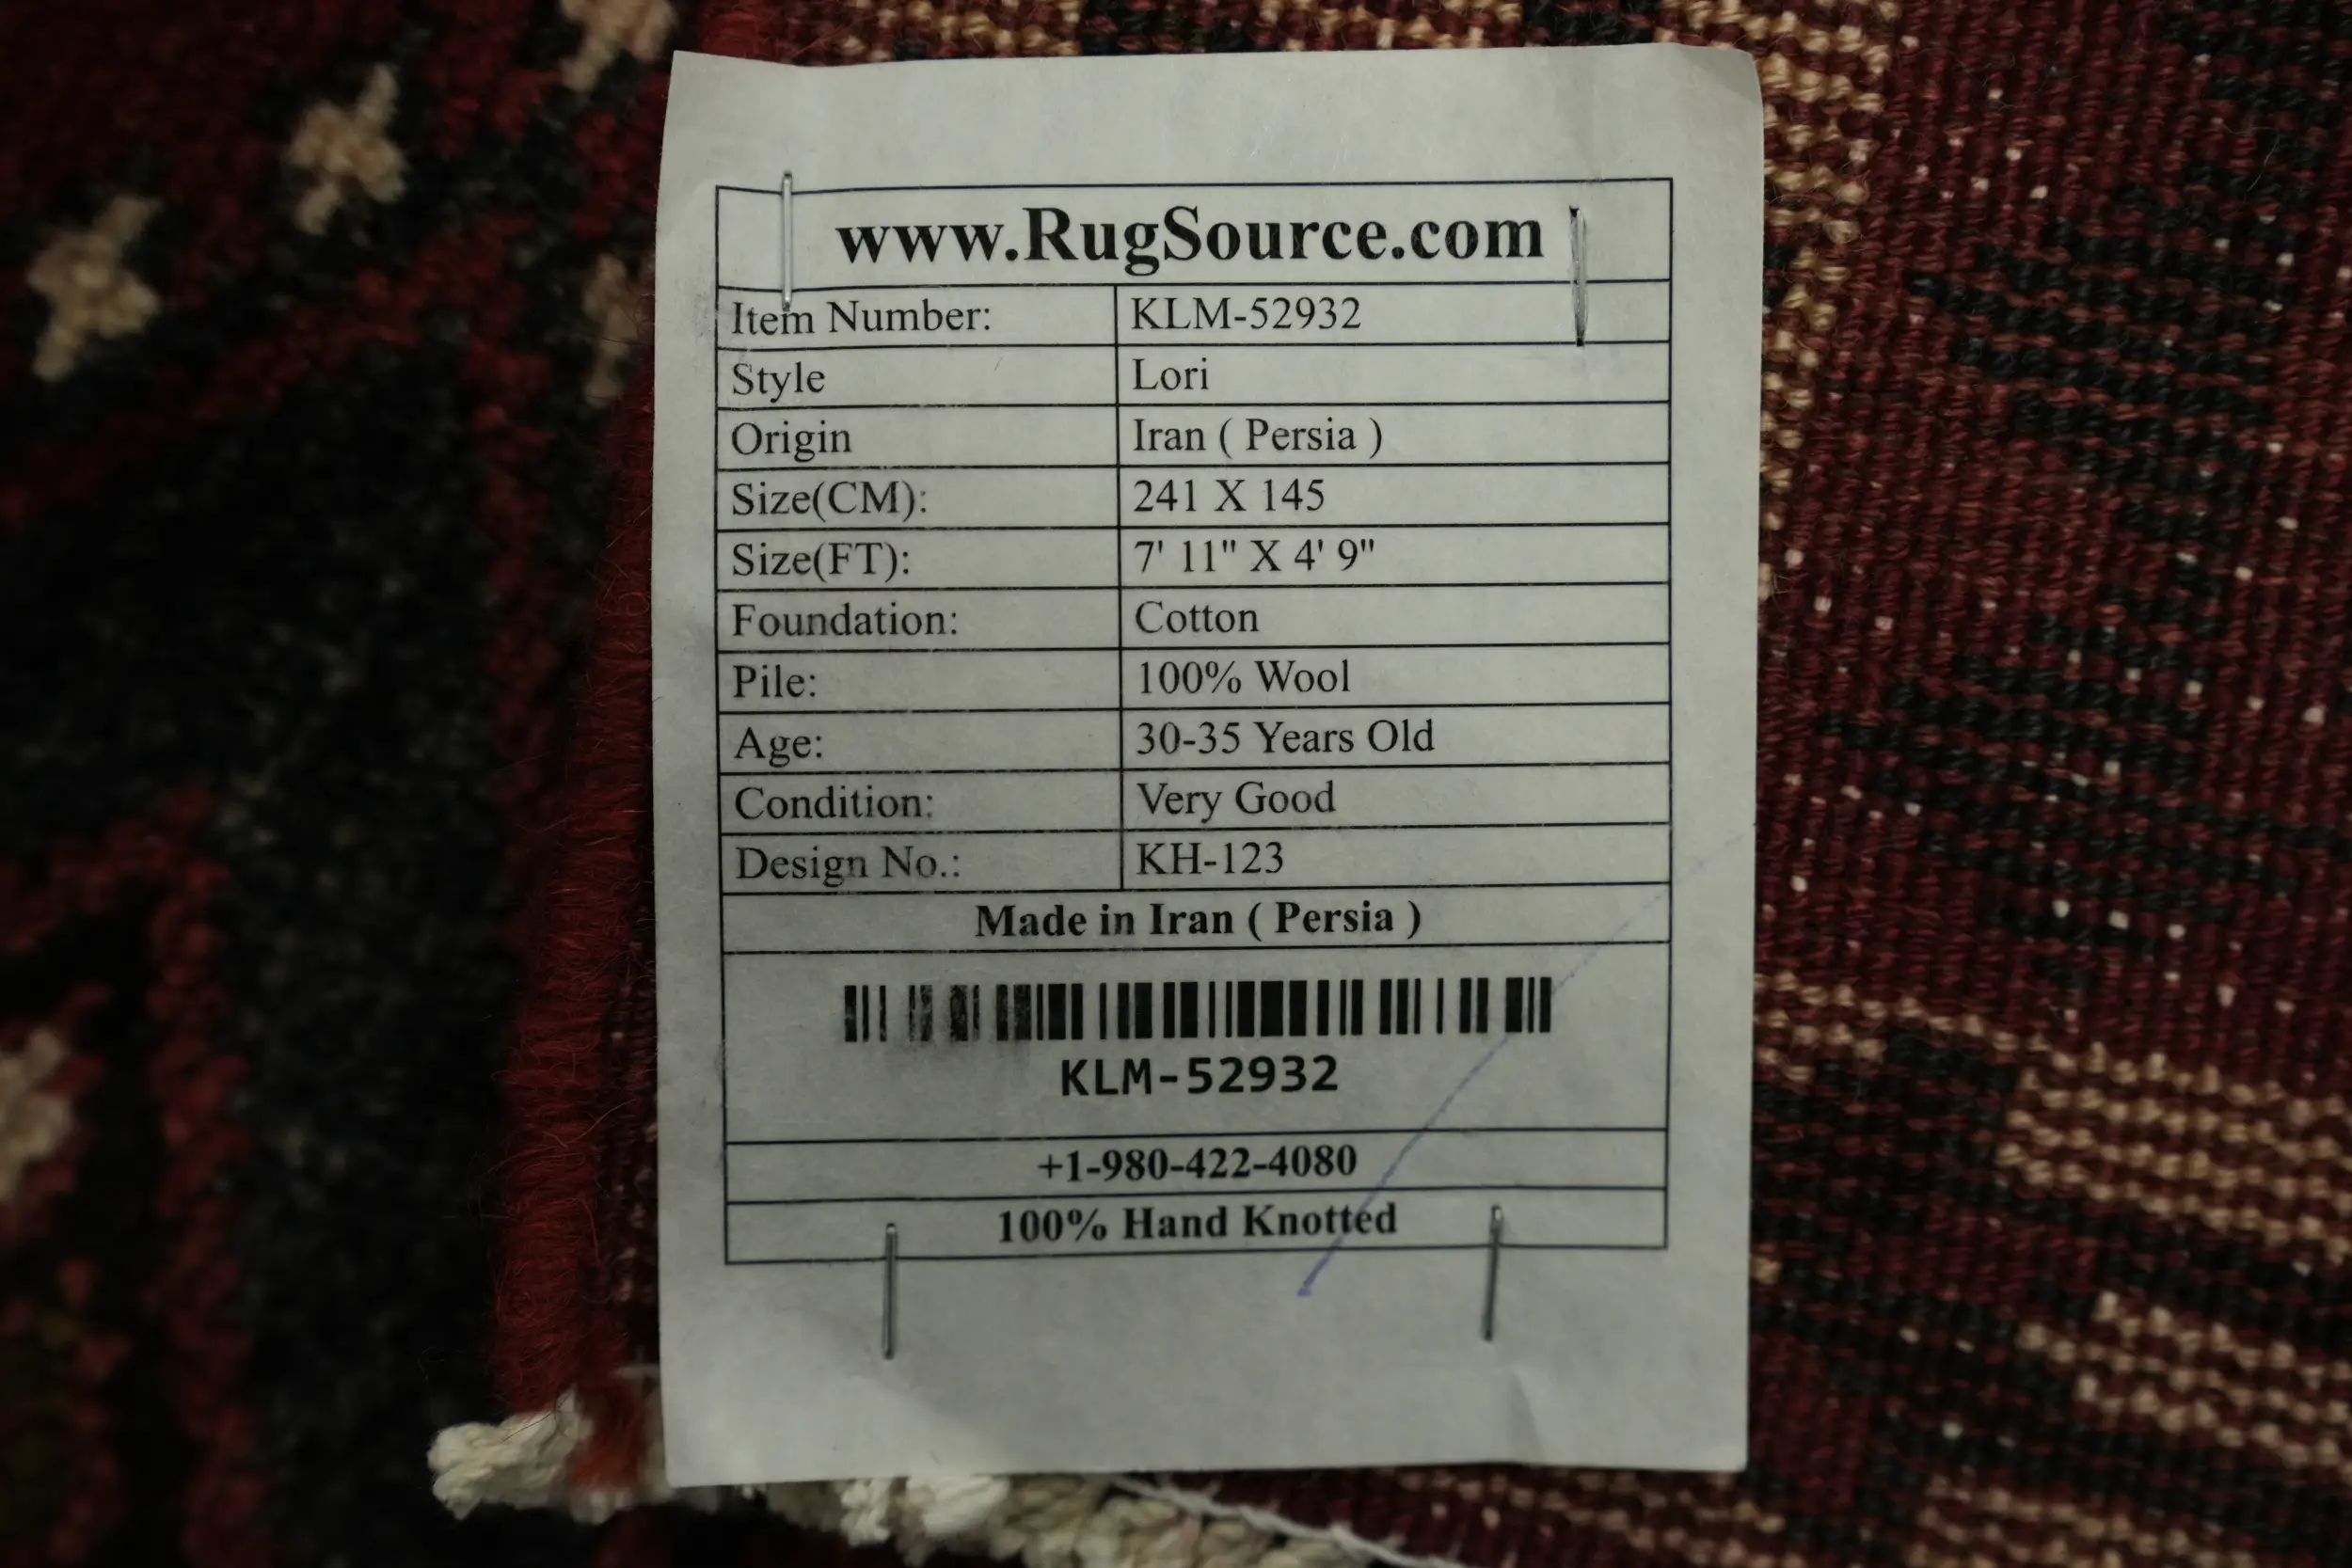 www.RugSource.com
Item Number: KLM-52932
Style Lori
Origin Iran ( Persia )
Size(CM): 241 X 145
Size(FT): 7' 11" X 4' 9"
Foundation: Cotton
Pile: 100% Wool
Age: 30-35 Years Old
Condition: Very Good
Design No.: KH-123
Made in Iran ( Persia )
KLM-52932
+1-980-422-4080
100% Hand Knotted